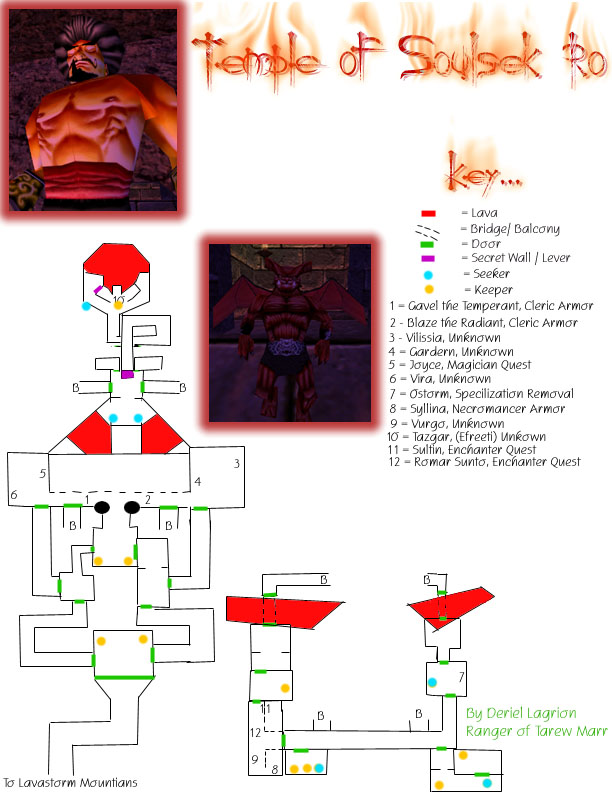 Temple of Soulsek Ro
Key...
= Lava
= Bridge/ Balcony
= Door
= Secret Wall / Lever
= Seeker
= Keeper
1 = Gavel the Temperant, Cleric Armor
2 - Blaze the Radiant, Cleric Armor
3 - Vilissia, Unknown
4 = Gardern, Unknown
5 = Joyce, Magician Quest
6 = Vira, Unknown
7 = Ostorm, Specilization Removal
8 = Syllina, Necromancer Armor
9 = Vurgo, Unknown
10 = Tazgar, (Efreeti) Unkown
11 = Sultin, Enchanter Quest
12 = Romar Sunto, Enchanter Quest
10
B
B
5
3
6
4
1
2
B
B
B
B
7
11
12
B
B
9
8
By Deriel Lagrion
Ranger of Tarew Marr
To Lavastorm Mountians